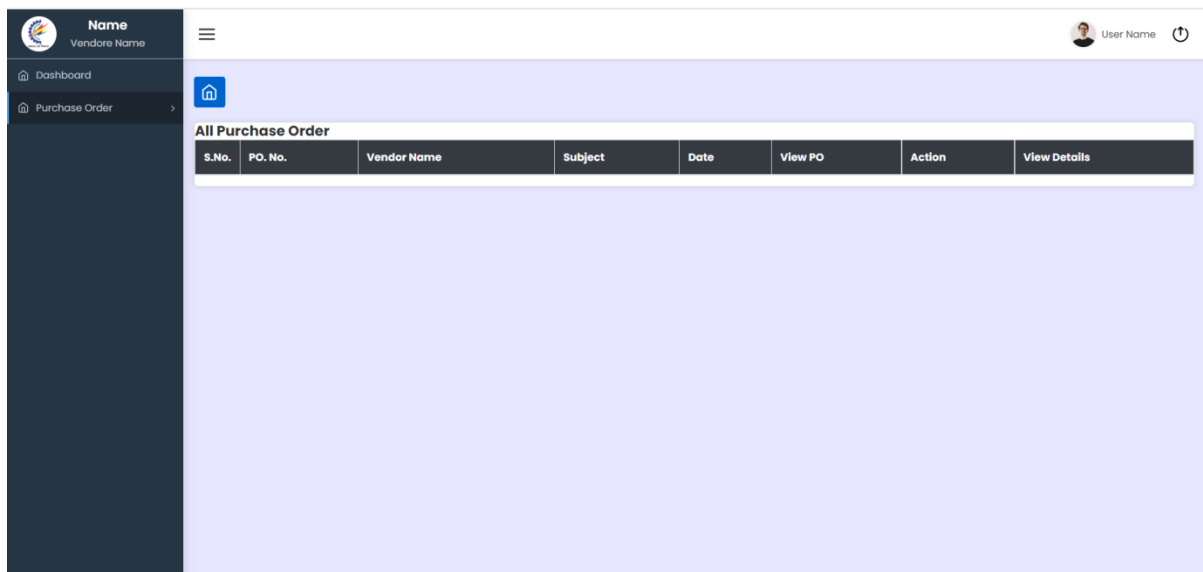 Name
Vendore Name
User Name
Dashboard
Purchase Order
All Purchase Order
S.No. PO. No. Vendor Name Subject Date View PO Action View Details